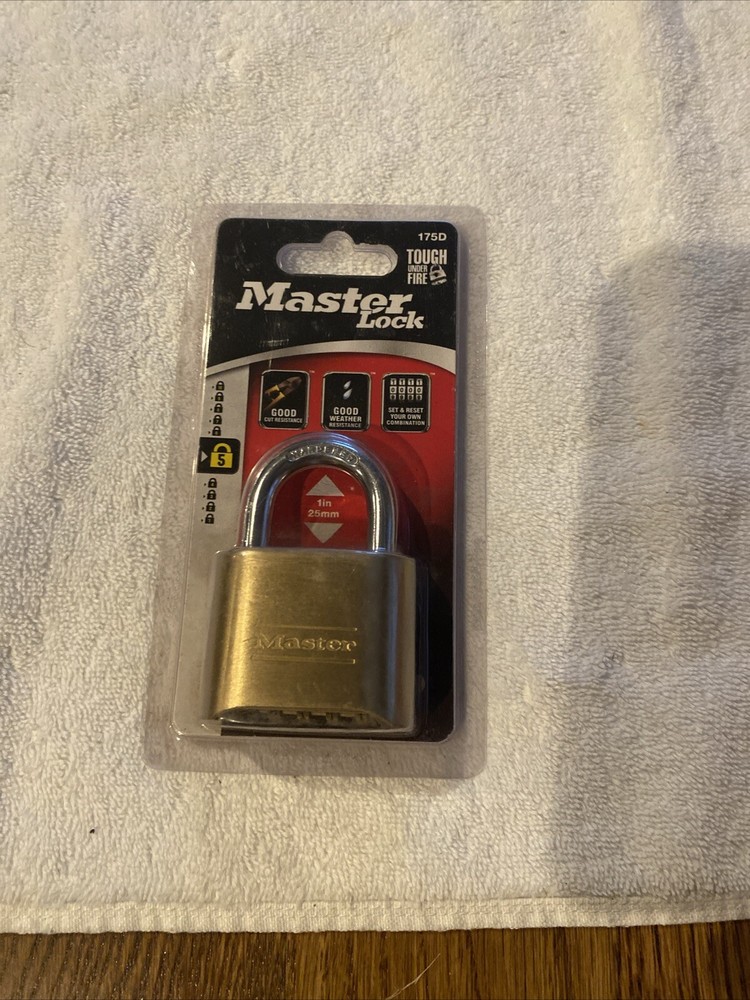 175D
TOUGH
UNDER
FIRE
Master
Lock
GOOD
CUT RESISTANCE
GOOD
WEATHER
RESISTANCE
SET & RESET
YOUR OWN
COMBINATION
5
HARDENED
1in
25mm
Master